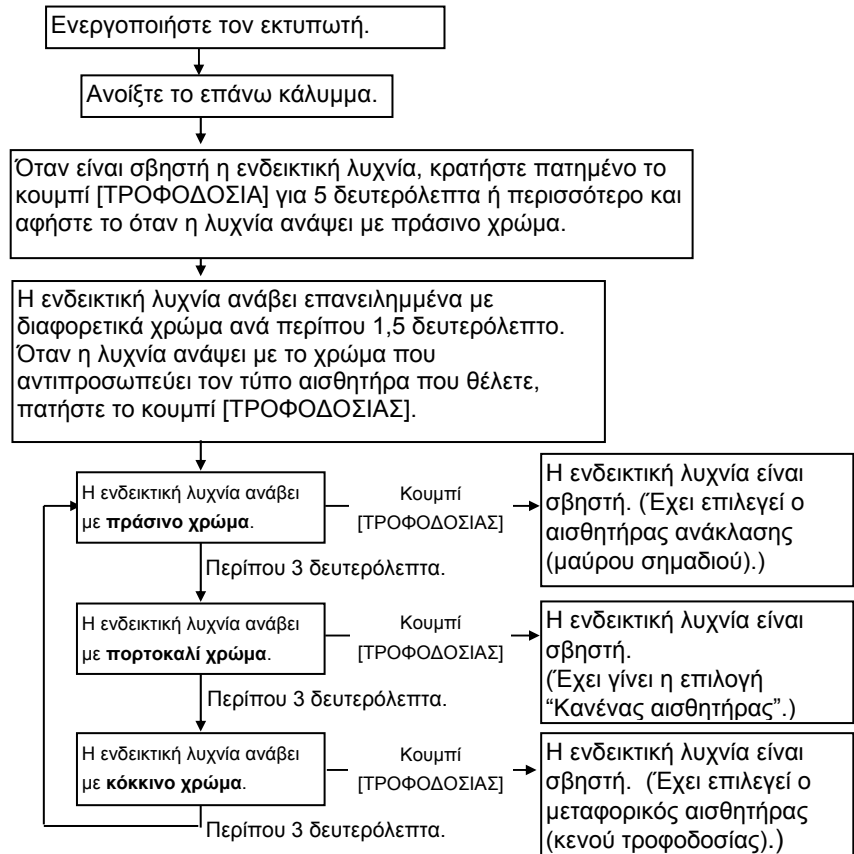 Ενεργοποιήστε τον εκτυπωτή.
Ανοίξτε το επάνω κάλυμμα.
Όταν είναι σβηστή η ενδεικτική λυχνία, κρατήστε πατημένο το
κουμπί [ΤΡΟΦΟΔΟΣΙΑ] για 5 δευτερόλεπτα ή περισσότερο και
αφήστε το όταν η λυχνία ανάψει με πράσινο χρώμα.
Η ενδεικτική λυχνία ανάβει επανειλημμένα με
διαφορετικά χρώμα ανά περίπου 1,5 δευτερόλεπτο.
Όταν η λυχνία ανάψει με το χρώμα που
αντιπροσωπεύει τον τύπο αισθητήρα που θέλετε,
πατήστε το κουμπί [ΤΡΟΦΟΔΟΣΙΑΣ].
Η ενδεικτική λυχνία ανάβει
με πράσινο χρώμα.
Κουμπί
[ΤΡΟΦΟΔΟΣΙΑΣ]
Η ενδεικτική λυχνία είναι
σβηστή. (Έχει επιλεγεί ο
αισθητήρας ανάκλασης
(μαύρου σημαδιού).)
Περίπου 3 δευτερόλεπτα.
Η ενδεικτική λυχνία ανάβει
με πορτοκαλί χρώμα.
Κουμπί
[ΤΡΟΦΟΔΟΣΙΑΣ]
Η ενδεικτική λυχνία είναι
σβηστή.
(Έχει γίνει η επιλογή
“Κανένας αισθητήρας”.)
Περίπου 3 δευτερόλεπτα.
Η ενδεικτική λυχνία ανάβει
με κόκκινο χρώμα.
Κουμπί
[ΤΡΟΦΟΔΟΣΙΑΣ]
Η ενδεικτική λυχνία είναι
σβηστή. (Έχει επιλεγεί ο
μεταφορικός αισθητήρας
(κενού τροφοδοσίας).)
Περίπου 3 δευτερόλεπτα.